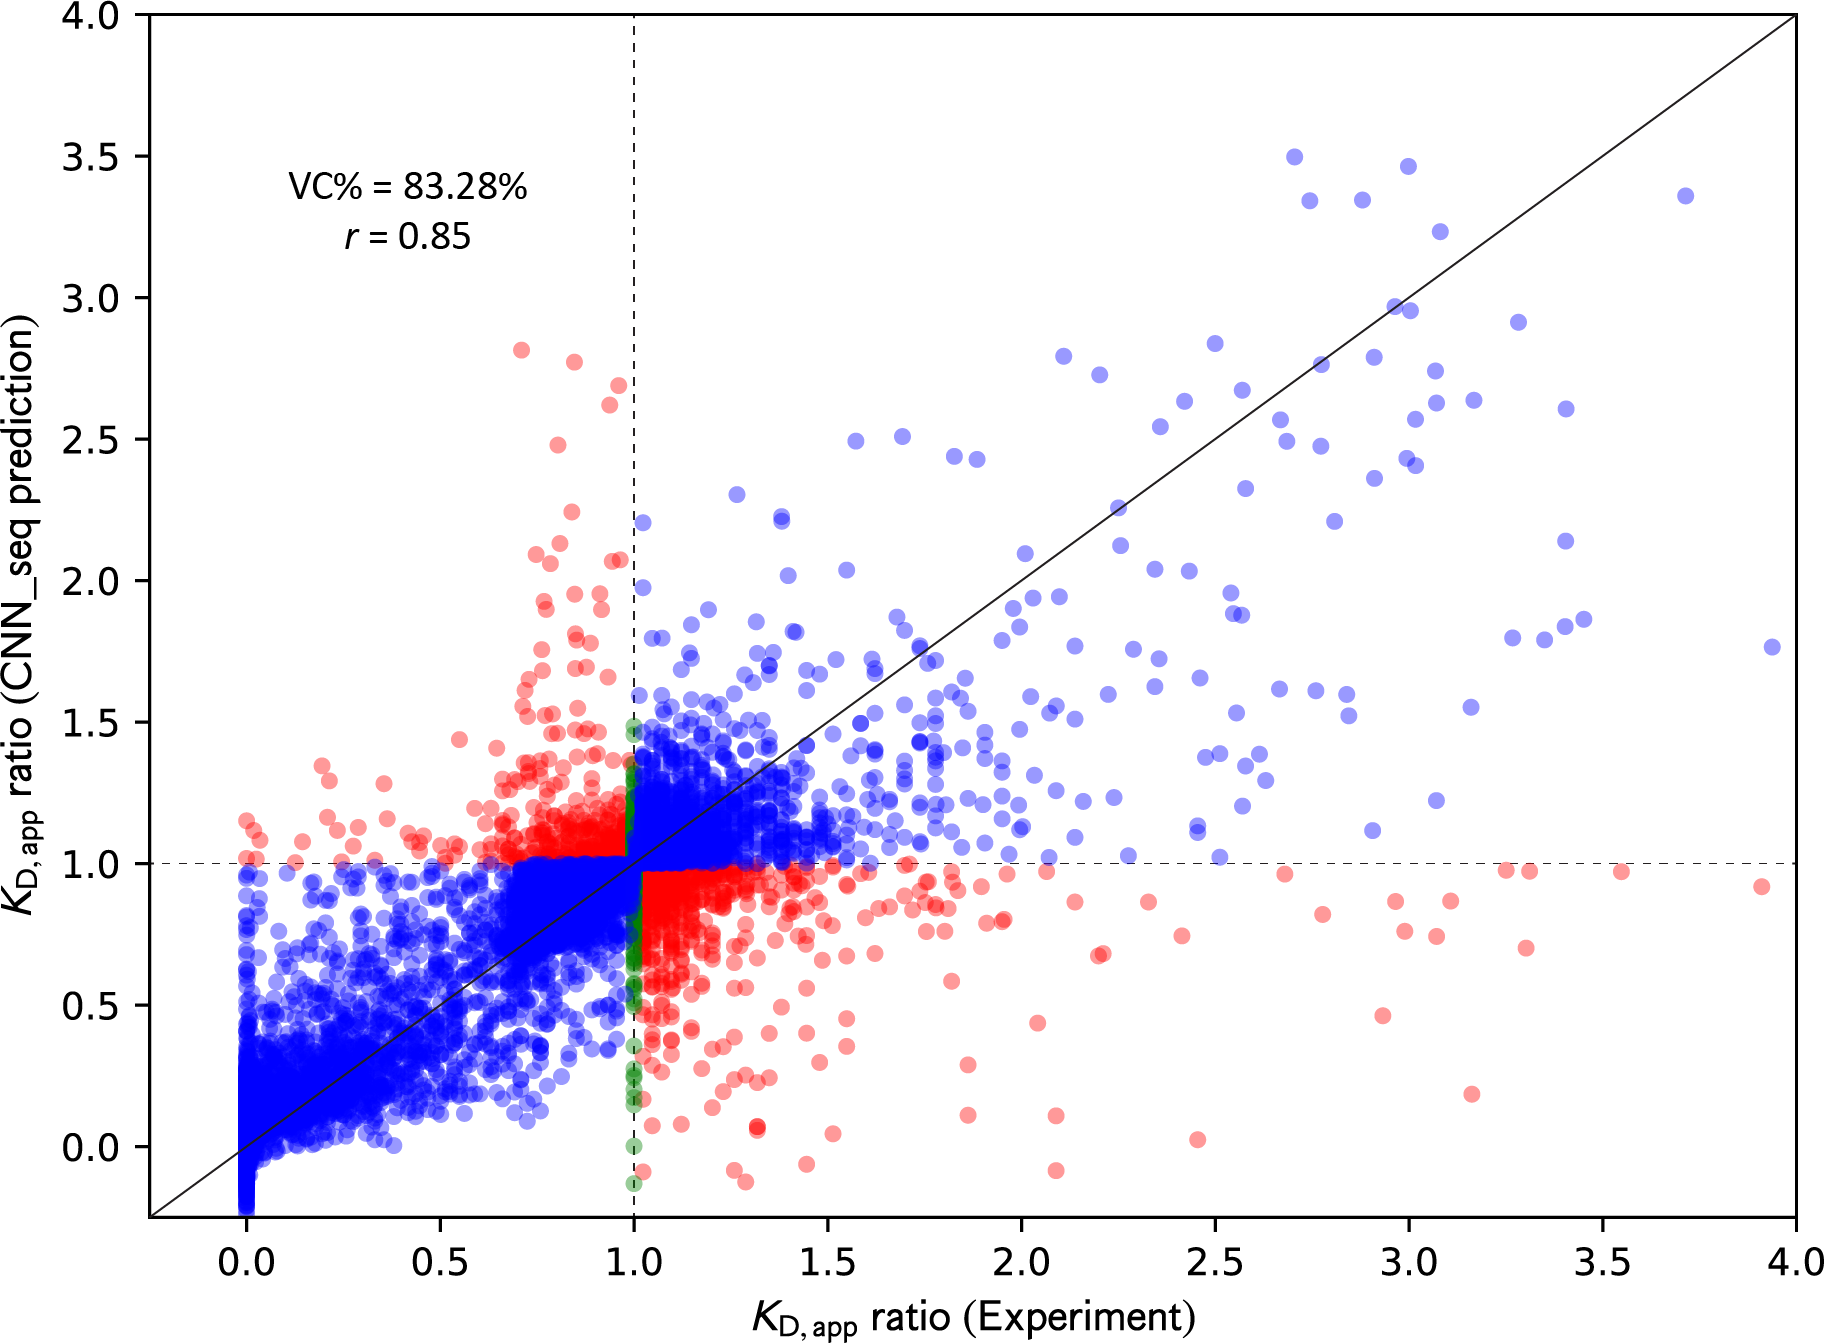 4.0
3.5
3.0
2.5
2.0
1.5
1.0
0.5
0.0
VC% = 83.28%
r = 0.85
KD, app ratio (CNN_seq prediction)
0.0 0.5 1.0 1.5 2.0 2.5 3.0 3.5 4.0
KD, app ratio (Experiment)